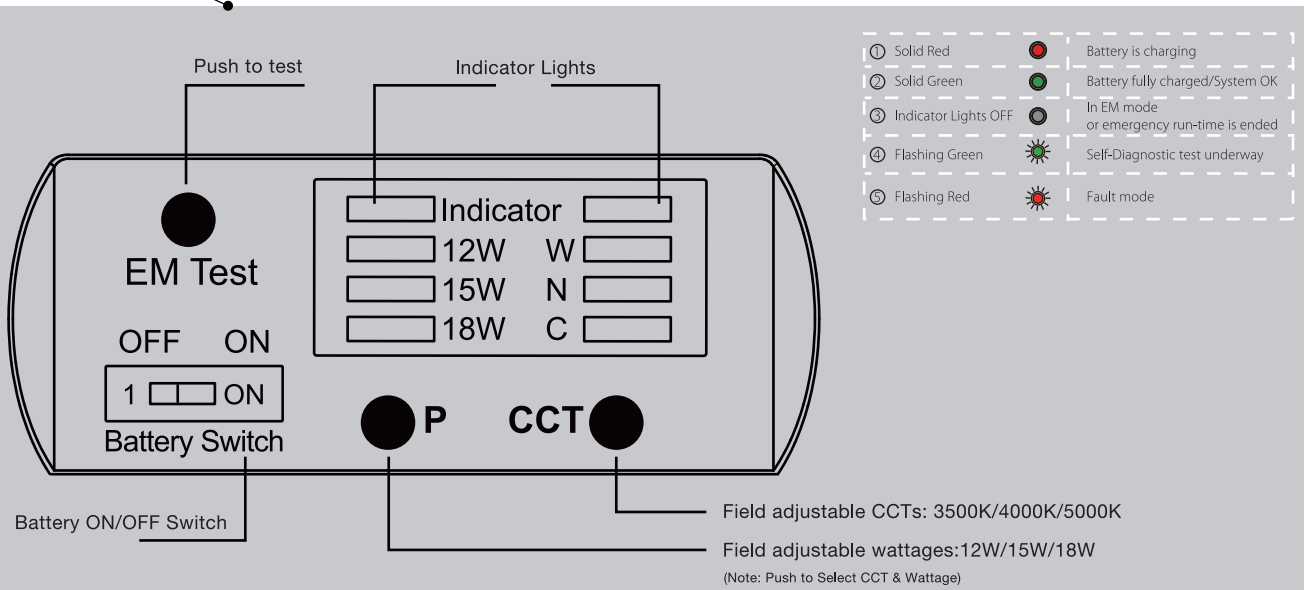 Push to test
Indicator Lights
① Solid Red Battery is charging
② Solid Green Battery fully charged/System OK
③ Indicator Lights OFF In EM mode
or emergency run-time is ended
④ Flashing Green Self-Diagnostic test underway
⑤ Flashing Red Fault mode
EM Test
OFF ON
1 ON
Battery Switch
Indicator
12W W
15W N
18W C
P CCT
Battery ON/OFF Switch
Field adjustable CCTs: 3500K/4000K/5000K
Field adjustable wattages:12W/15W/18W
(Note: Push to Select CCT & Wattage)